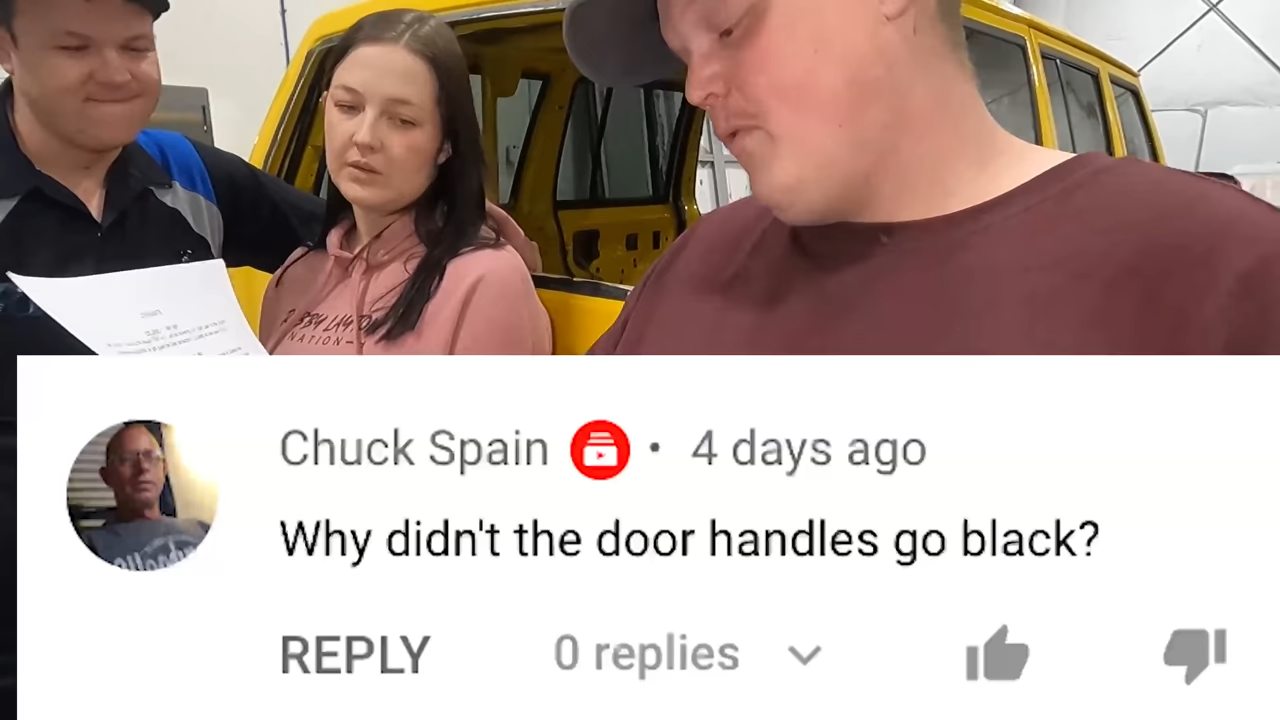 NATION
Chuck Spain • 4 days ago
Why didn't the door handles go black?
REPLY 0 replies